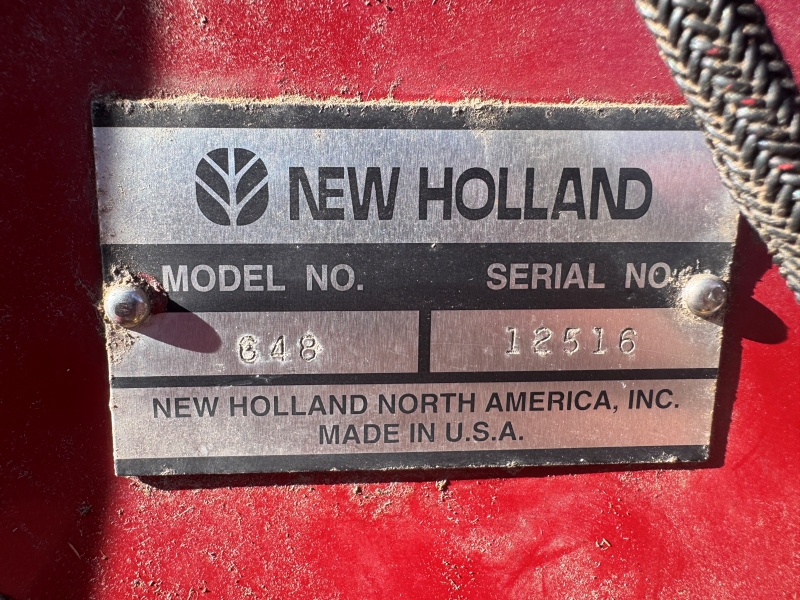 NEW HOLLAND
MODEL NO. SERIAL NO.
648 12516
NEW HOLLAND NORTH AMERICA, INC.
MADE IN U.S.A.